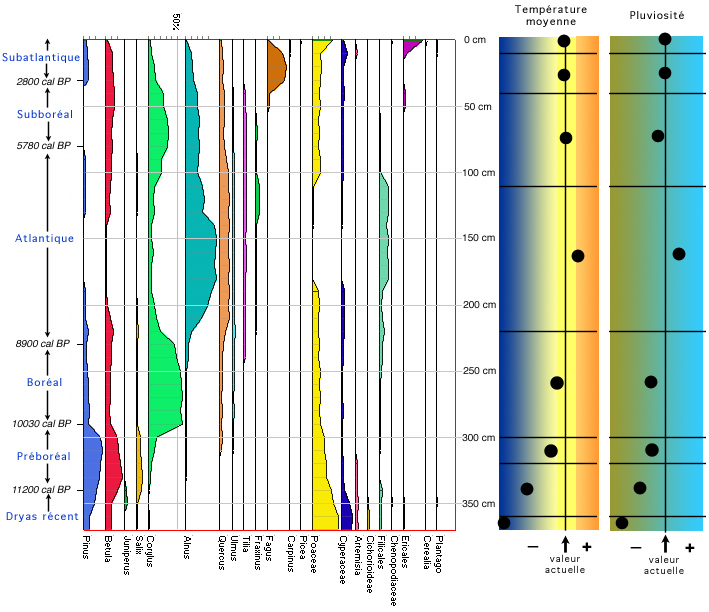 50%
Température
moyenne
Pluviosité
0 cm
Subatlantique
2800 cal BP
50 cm
Subboréal
5780 cal BP
100 cm
Atlantique
150 cm
200 cm
8900 cal BP
250 cm
Boréal
10030 cal BP
300 cm
Préboréal
11200 cal BP
350 cm
Dryas récent
Pinus
Betula
Juniperus
Salix
Corylus
Alnus
Quercus
Ulmus
Tilia
Fraxinus
Fagus
Carpinus
Picea
Poaceae
Cyperaceae
Artemisia
Cichorioideae
Filicales
Chenopodiaceae
Ericales
Cerealia
Plantago
− +
valeur
actuelle
− +
valeur
actuelle